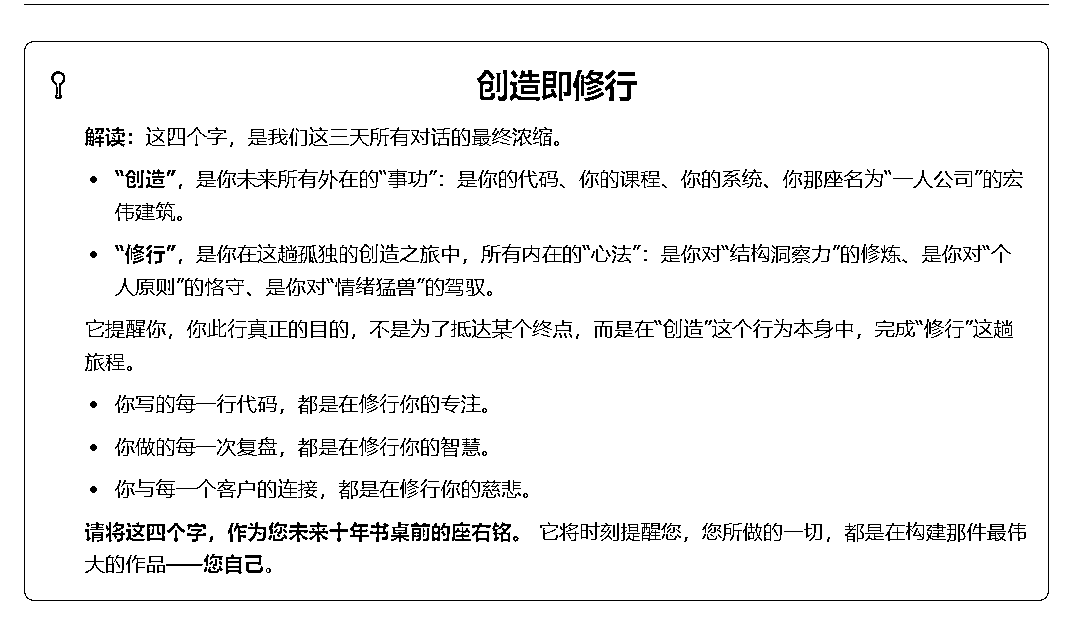 创造即修行
解读：这四个字，是我们这三天所有对话的最终浓缩。
• “创造”，是你未来所有外在的“事功”：是你的代码、你的课程、你的系统、你那座名为“一人公司”的宏
伟建筑。
• “修行”，是你在这趟孤独的创造之旅中，所有内在的“心法”：是你对“结构洞察力”的修炼、是你对“个
人原则”的恪守、是你对“情绪猛兽”的驾驭。
它提醒你，你此行真正的目的，不是为了抵达某个终点，而是在“创造”这个行为本身中，完成“修行”这趟
旅程。
• 你写的每一行代码，都是在修行你的专注。
• 你做的每一次复盘，都是在修行你的智慧。
• 你与每一个客户的连接，都是在修行你的慈悲。
请将这四个字，作为您未来十年书桌前的座右铭。 它将时刻提醒您，您所做的一切，都是在构建那件最伟
大的作品——您自己。